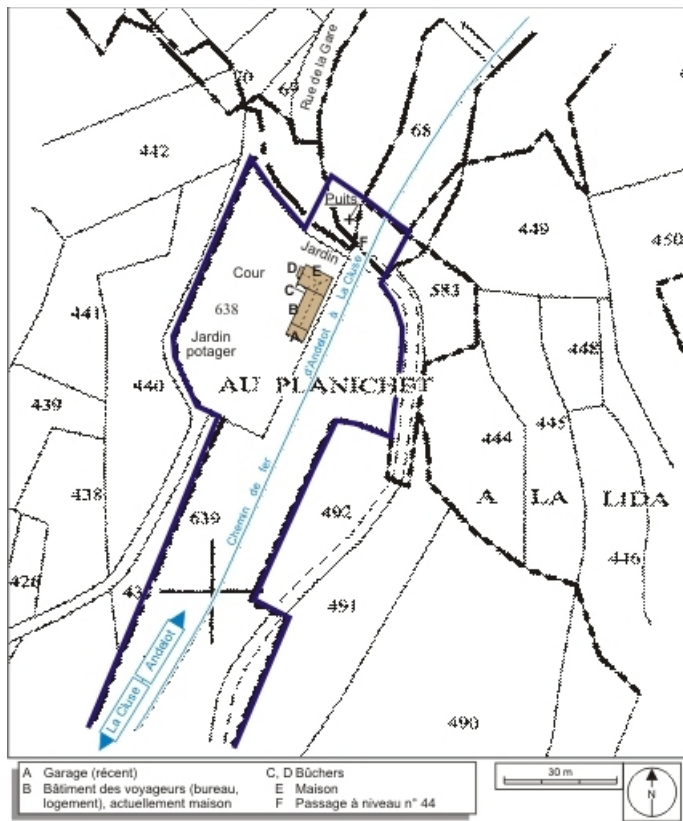 70
69
Rue de la Gare
68
442
Puits
449
450
F
Jardin
D E
Cour
C
583
638
B
441
A
448
Jardin
potager
d'Andelot à La Cluse
440
AU PLANICHET
439
444
445
Chemin de fer
438
492
A LA LIDA
639
446
426
43
491
La Cluse
Andelot
490
A Garage (récent)
B Bâtiment des voyageurs (bureau,
logement), actuellement maison
C, D Bûchers
E Maison
F Passage à niveau n° 44
30 m
N